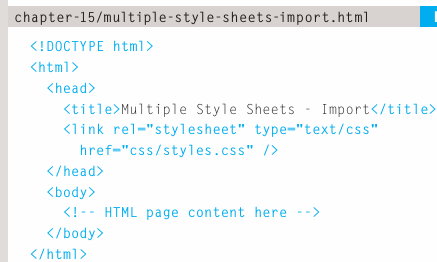 chapter-15/multiple-style-sheets-import.html
<!DOCTYPE html>
<html>
<head>
<title>Multiple Style Sheets - Import</title>
<link rel="stylesheet" type="text/css"
href="css/styles.css" />
</head>
<body>
<!-- HTML page content here -->
</body>
</html>